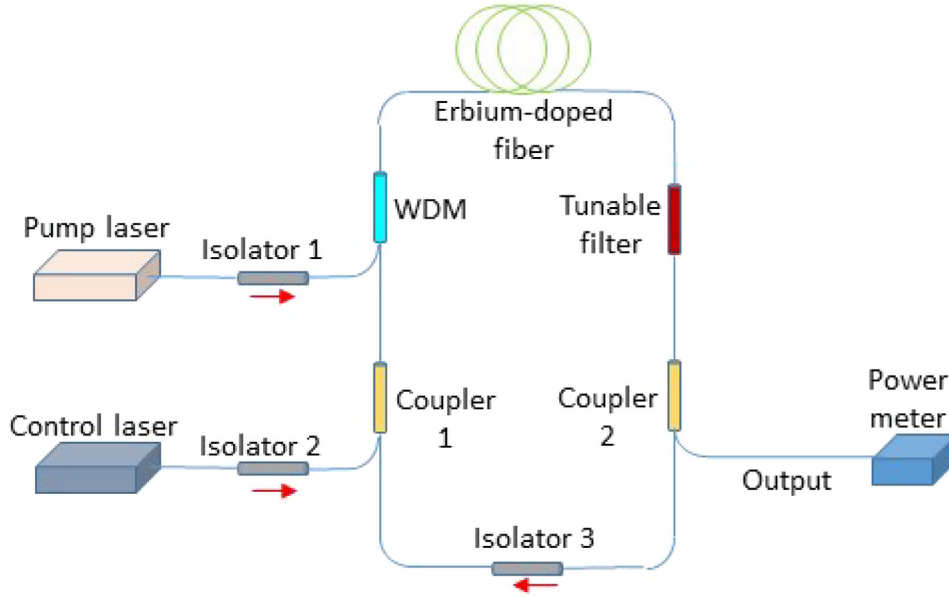 Erbium-doped
fiber
WDM
Tunable
filter
Pump laser
Isolator 1
Coupler
1
Coupler
2
Power
meter
Control laser
Isolator 2
Output
Isolator 3